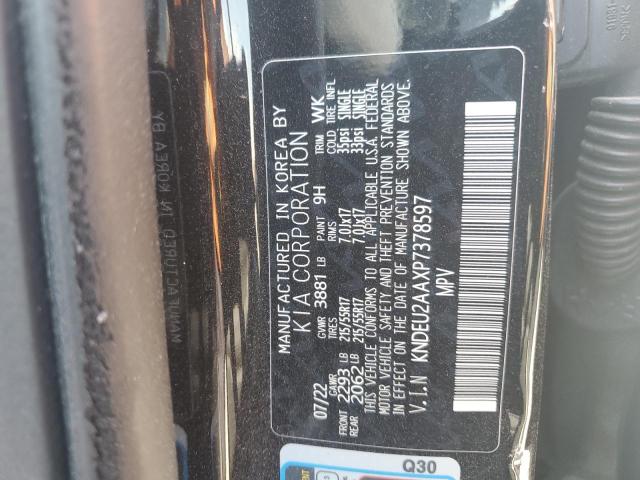 MANUFACTURED IN KOREA BY
KIA CORPORATION
07/22 GVWR 3881 LB PAINT 9H TRIM WK
GAWR TIRES RIMS COLD TIRE INFL
FRONT 2293 LB 215/55R17 7.0Jx17 35psi SINGLE
REAR 2062 LB 215/55R17 7.0Jx17 33psi SINGLE
THIS VEHICLE CONFORMS TO ALL APPLICABLE U.S.A. FEDERAL
MOTOR VEHICLE SAFETY AND THEFT PREVENTION STANDARDS
IN EFFECT ON THE DATE OF MANUFACTURE SHOWN ABOVE.
V.I.N KNDEU2AAXP7378597
MPV
Q30